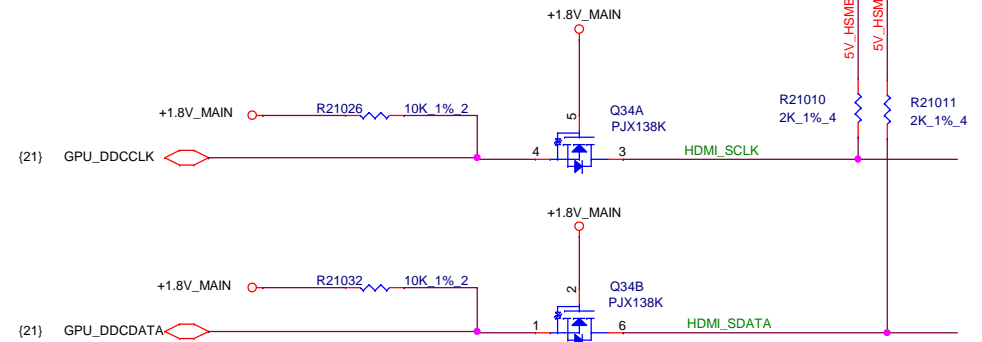 +1.8V_MAIN
5V_HSME
5V_HSM
+1.8V_MAIN
R21026
10K_1%_2
Q34A
PJX138K
R21010
2K_1%_4
R21011
2K_1%_4
5
{21}
GPU_DDCCLK
4
3
HDMI_SCLK
+1.8V_MAIN
+1.8V_MAIN
R21032
10K_1%_2
Q34B
PJX138K
2
{21}
GPU_DDCDATA
1
6
HDMI_SDATA